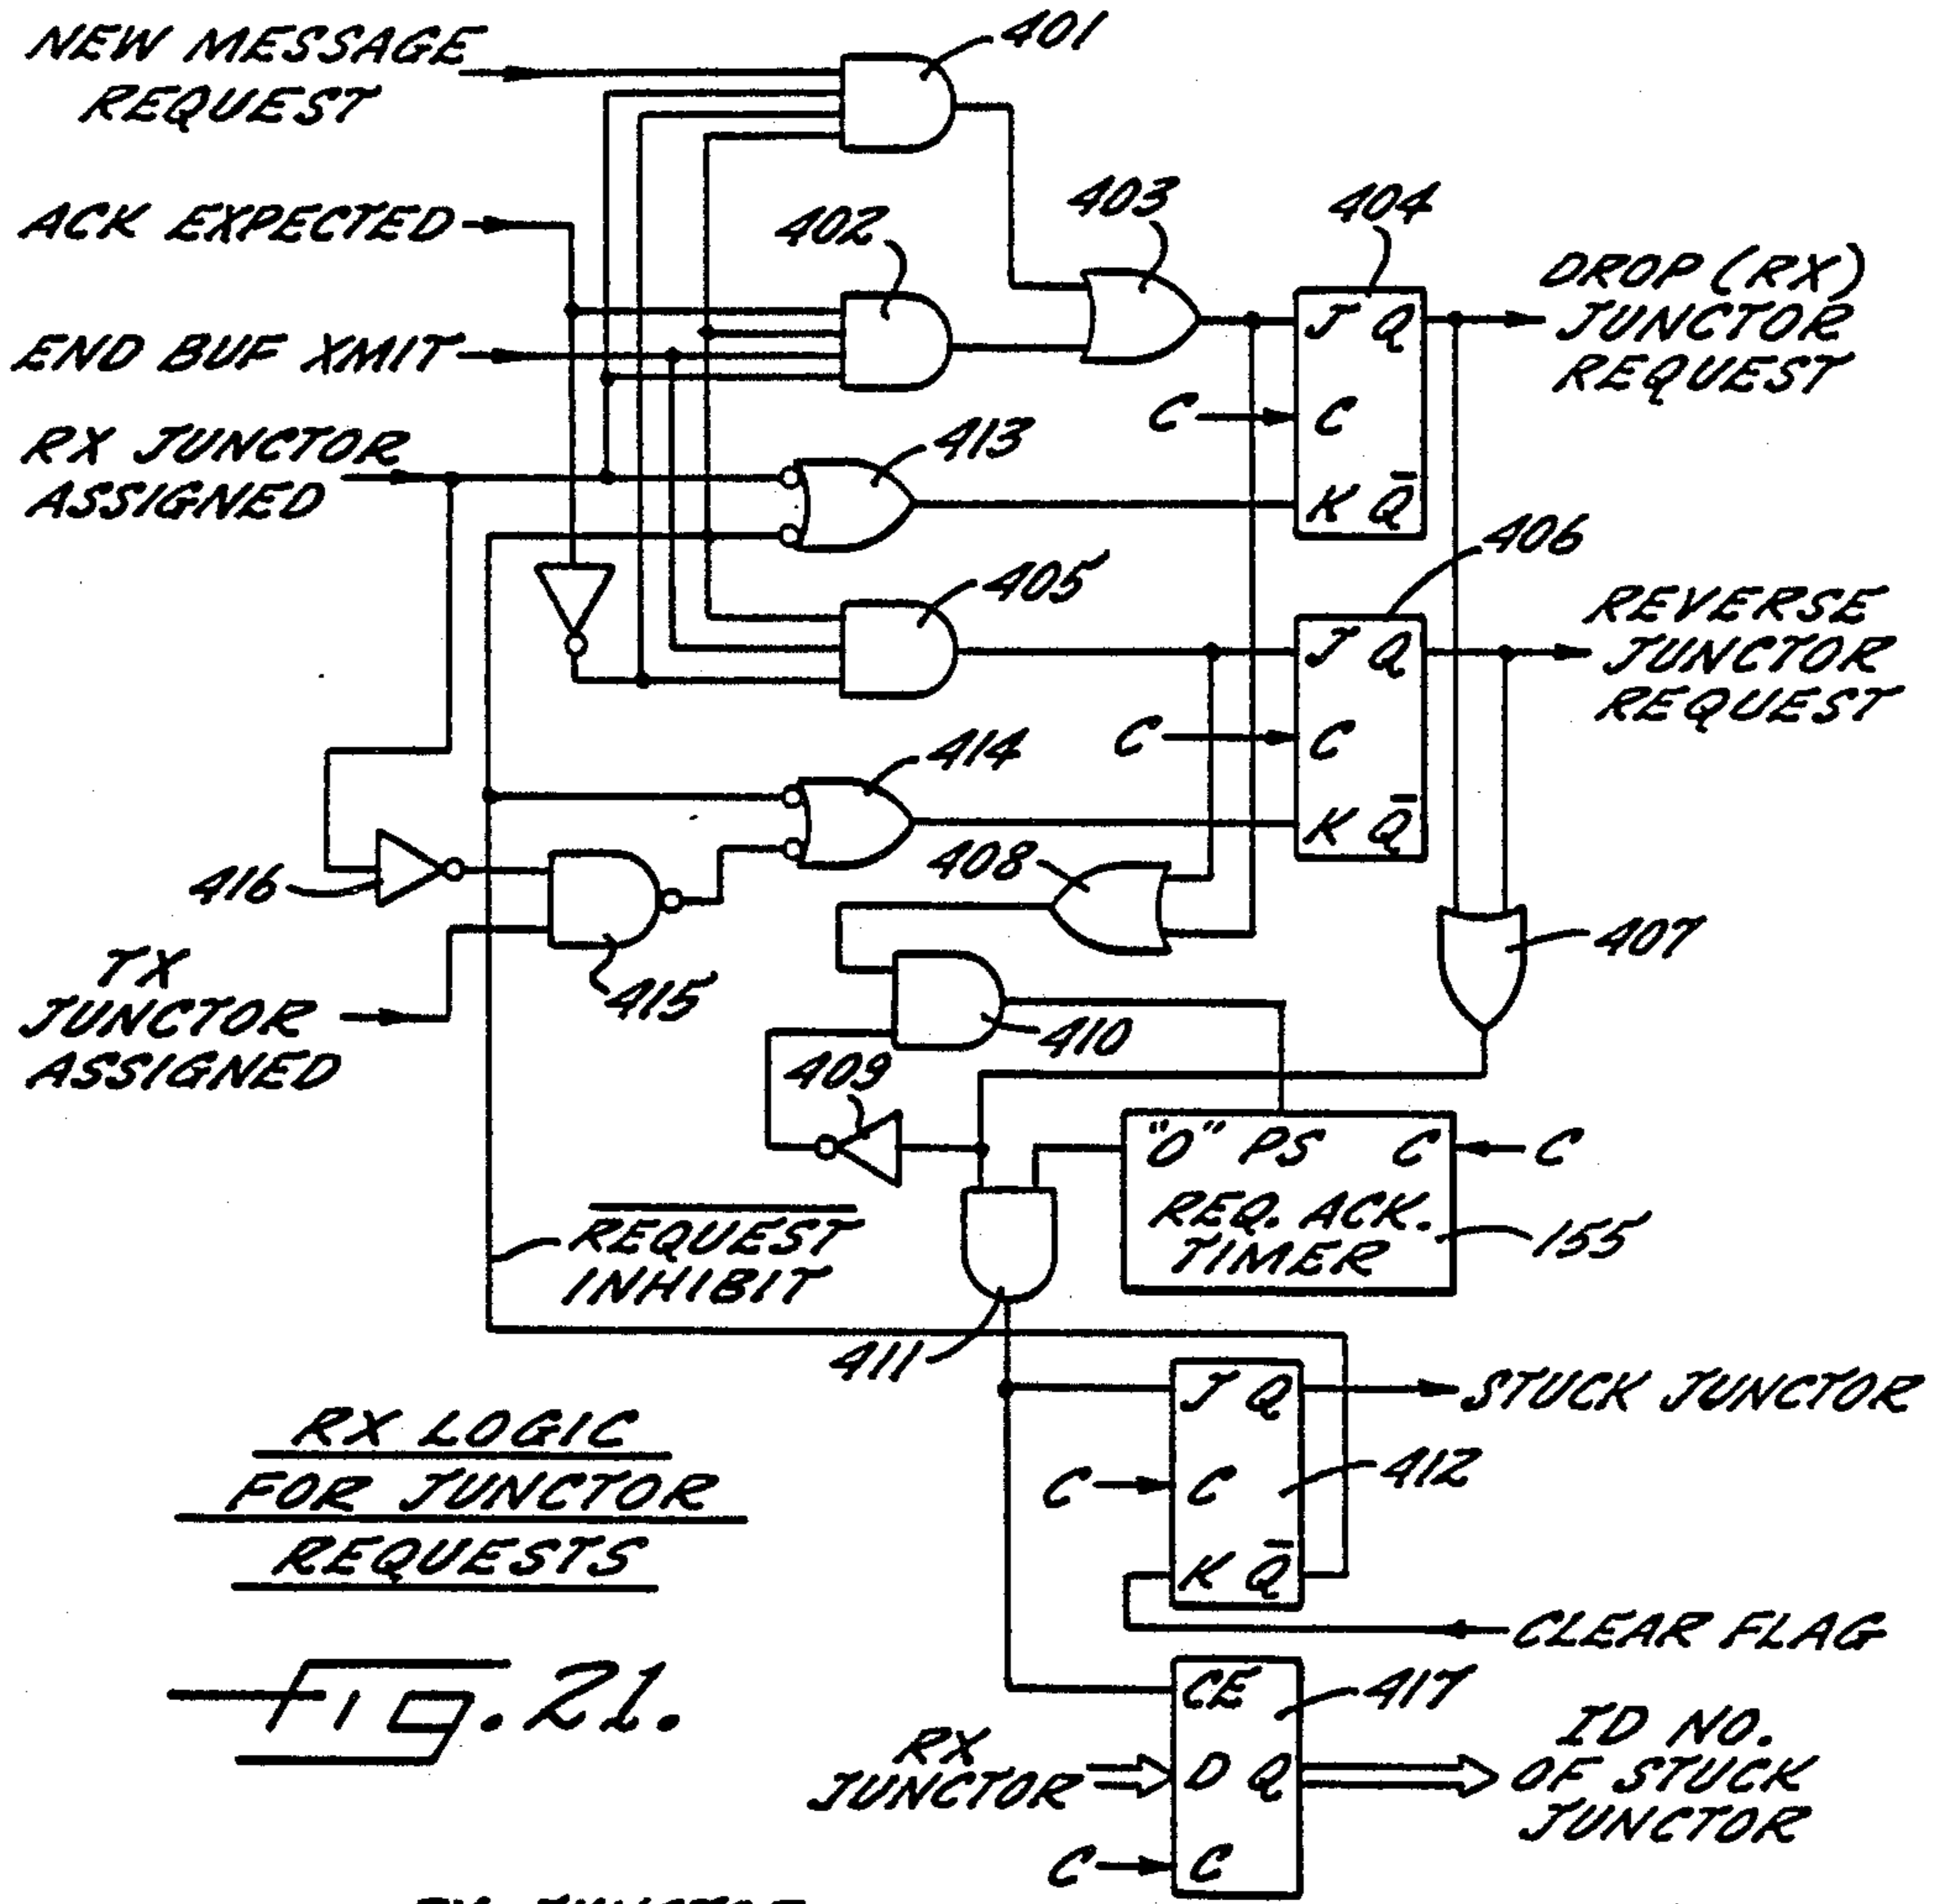 NEW MESSAGE
REQUEST
401
ACK EXPECTED
402
403
404
DROP (RX)
JUNCTOR
REQUEST
END BUF XMIT
J Q
C C
K Q̅
RX JUNCTOR
ASSIGNED
413
406
405
REVERSE
JUNCTOR
REQUEST
J Q
C C
K Q̅
414
408
416
407
TX
JUNCTOR
ASSIGNED
415
410
409
"0" PS C C
REQ. ACK.
TIMER
155
REQUEST
INHIBIT
411
J Q
STUCK JUNCTOR
C C
412
K Q̅
CLEAR FLAG
RX LOGIC
FOR JUNCTOR
REQUESTS
Fig. 21.
CE
417
RX
JUNCTOR
D Q
ID NO.
OF STUCK
JUNCTOR
C C